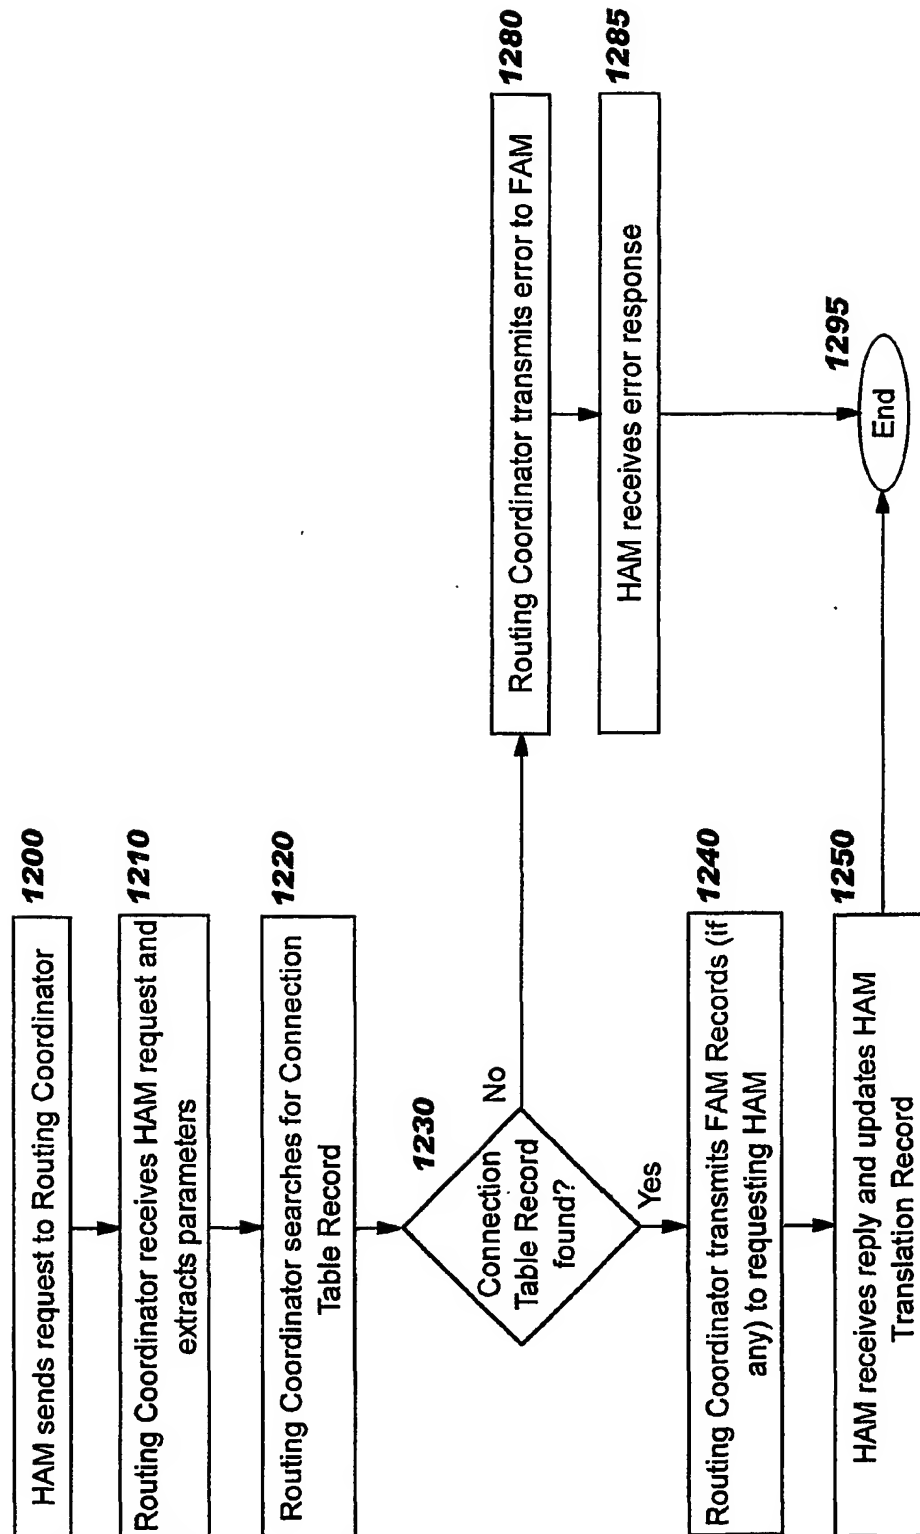 HAM sends request to Routing Coordinator
1200
Routing Coordinator receives HAM request and
extracts parameters
1210
Routing Coordinator searches for Connection
Table Record
1220
Connection
Table Record
found?
1230
No
Yes
Routing Coordinator transmits FAM Records (if
any) to requesting HAM
1240
HAM receives reply and updates HAM
Translation Record
1250
Routing Coordinator transmits error to FAM
1280
HAM receives error response
1285
End
1295